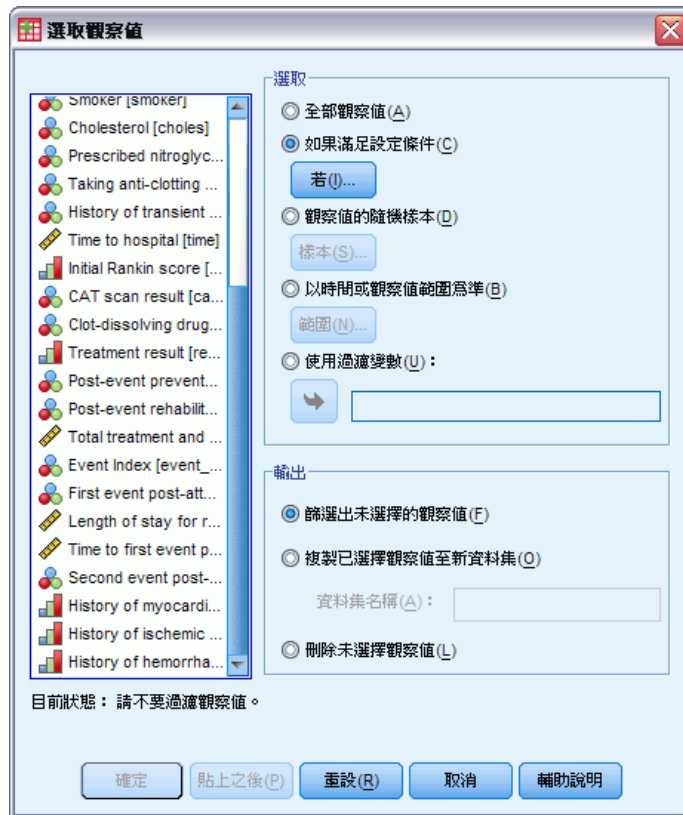 選取觀察值
Smoker [smoker]
Cholesterol [choles]
Prescribed nitroglyc...
Taking anti-clotting ...
History of transient ...
Time to hospital [time]
Initial Rankin score [...
CAT scan result [ca...
Clot-dissolving drug...
Treatment result [re...
Post-event prevent...
Post-event rehabilit...
Total treatment and ...
Event Index [event_...
First event post-att...
Length of stay for r...
Time to first event p...
Second event post-...
History of myocardi...
History of ischemic ...
History of hemorrha...
目前狀態：請不要過濾觀察值。
選取
全部觀察值(A)
如果滿足設定條件(C)
若(I)...
觀察值的隨機樣本(D)
樣本(S)...
以時間或觀察值範圍為準(B)
範圍(N)...
使用過濾變數(U)：
輸出
篩選出未選擇的觀察值(F)
複製已選擇觀察值至新資料集(O)
資料集名稱(A)：
刪除未選擇觀察值(L)
確定
貼上之後(P)
重設(R)
取消
輔助說明